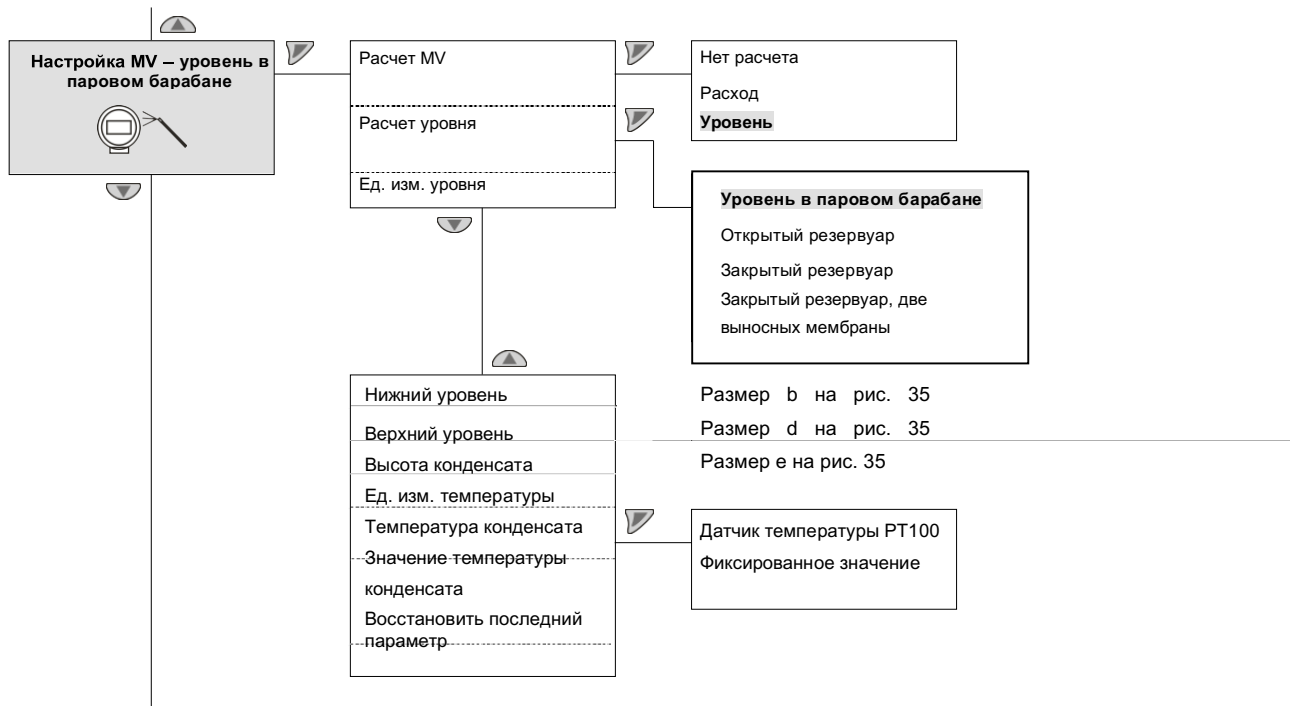 Настройка MV – уровень в
паровом барабане
Расчет MV
Расчет уровня
Ед. изм. уровня
Нет расчета
Расход
Уровень
Уровень в паровом барабане
Открытый резервуар
Закрытый резервуар
Закрытый резервуар, две
выносных мембраны
Нижний уровень
Верхний уровень
Высота конденсата
Ед. изм. температуры
Температура конденсата
Значение температуры
конденсата
Восстановить последний
параметр
Размер b на рис. 35
Размер d на рис. 35
Размер e на рис. 35
Датчик температуры PT100
Фиксированное значение